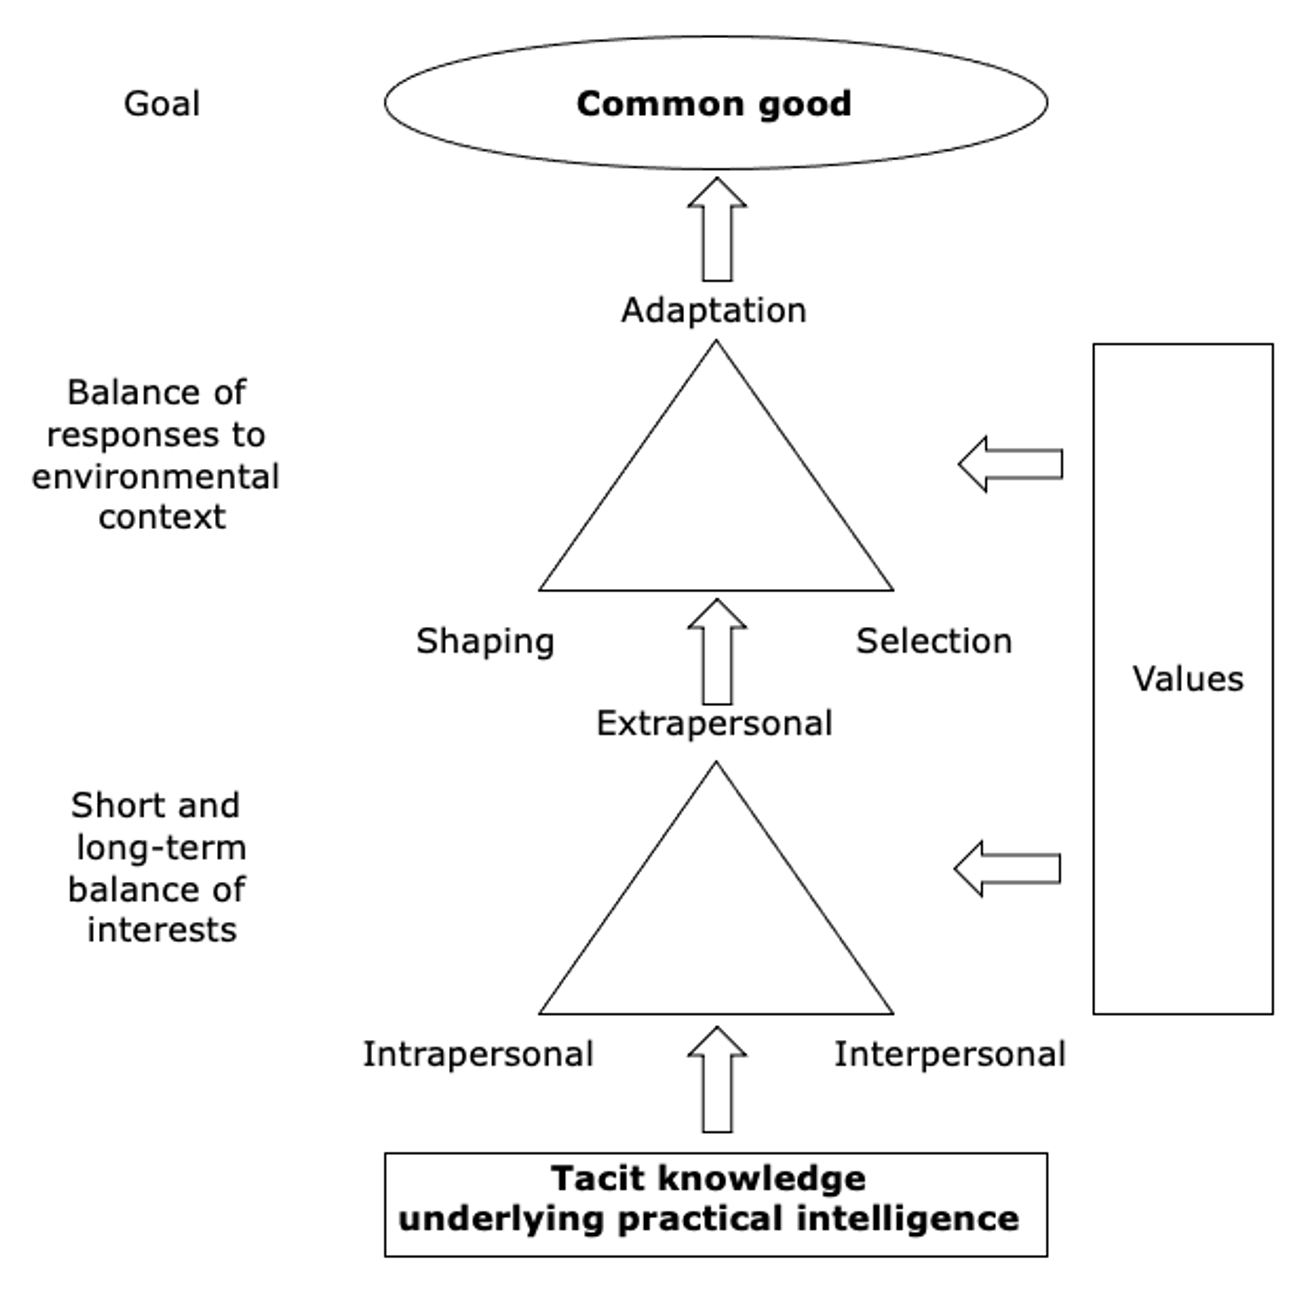 Goal
Common good
Adaptation
Balance of
responses to
environmental
context
Shaping
Selection
Values
Extrapersonal
Short and
long-term
balance of
interests
Intrapersonal
Interpersonal
Tacit knowledge
underlying practical intelligence